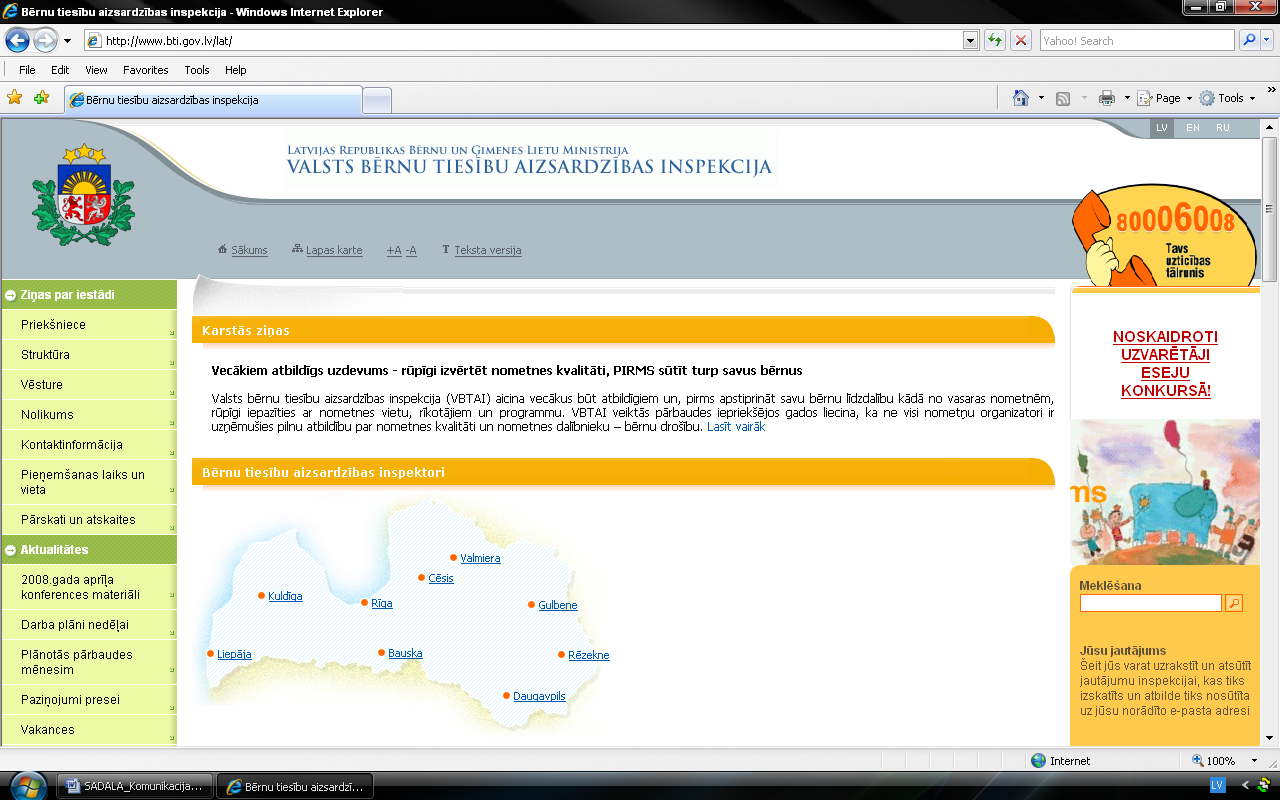 Bērnu tiesību aizsardzības inspekcija - Windows Internet Explorer
http://www.bti.gov.lv/lat/
Yahoo! Search
File Edit View Favorites Tools Help
Bērnu tiesību aizsardzības inspekcija
Page Tools
LV EN RU
LATVIJAS REPUBLIKAS BĒRNU UN ĢIMENES LIETU MINISTRIJA
VALSTS BĒRNU TIESĪBU AIZSARDZĪBAS INSPEKCIJA
80006008
Tavs
uzticības
tālrunis
Sākums Lapas karte +A -A Teksta versija
Ziņas par iestādi
Priekšniece
Struktūra
Vēsture
Nolikums
Kontaktinformācija
Pieņemšanas laiks un
vieta
Pārskati un atskaites
Aktualitātes
2008.gada aprīļa
konferences materiāli
Darba plāni nedēļai
Plānotās pārbaudes
mēnesim
Paziņojumi presei
Vakances
Karstās ziņas
Vecākiem atbildīgs uzdevums - rūpīgi izvērtēt nometnes kvalitāti, PIRMS sūtīt turp savus bērnus
Valsts bērnu tiesību aizsardzības inspekcija (VBTAI) aicina vecākus būt atbildīgiem un, pirms apstiprināt savu bērnu līdzdalību kādā no vasaras nometnēm,
rūpīgi iepazīties ar nometnes vietu, rīkotājiem un programmu. VBTAI veiktās pārbaudes iepriekšējos gados liecina, ka ne visi nometņu organizatori ir
uzņēmušies pilnu atbildību par nometnes kvalitāti un nometnes dalībnieku – bērnu drošību. Lasīt vairāk
Bērnu tiesību aizsardzības inspektori
Valmiera
Cēsis
Kuldīga
Rīga
Gulbene
Liepāja
Bauska
Rēzekne
Daugavpils
NOSKAIDROTI
UZVARĒTĀJI
ESEJU
KONKURSĀ!
ms
Meklēšana
Jūsu jautājums
Šeit jūs varat uzrakstīt un atsūtīt
jautājumu inspekcijai, kas tiks
izskatīts un atbilde tiks nosūtīta
uz jūsu norādīto e-pasta adresi
Internet 100%
SADALA_Komunikacija... Bērnu tiesību aizsardzī... LV